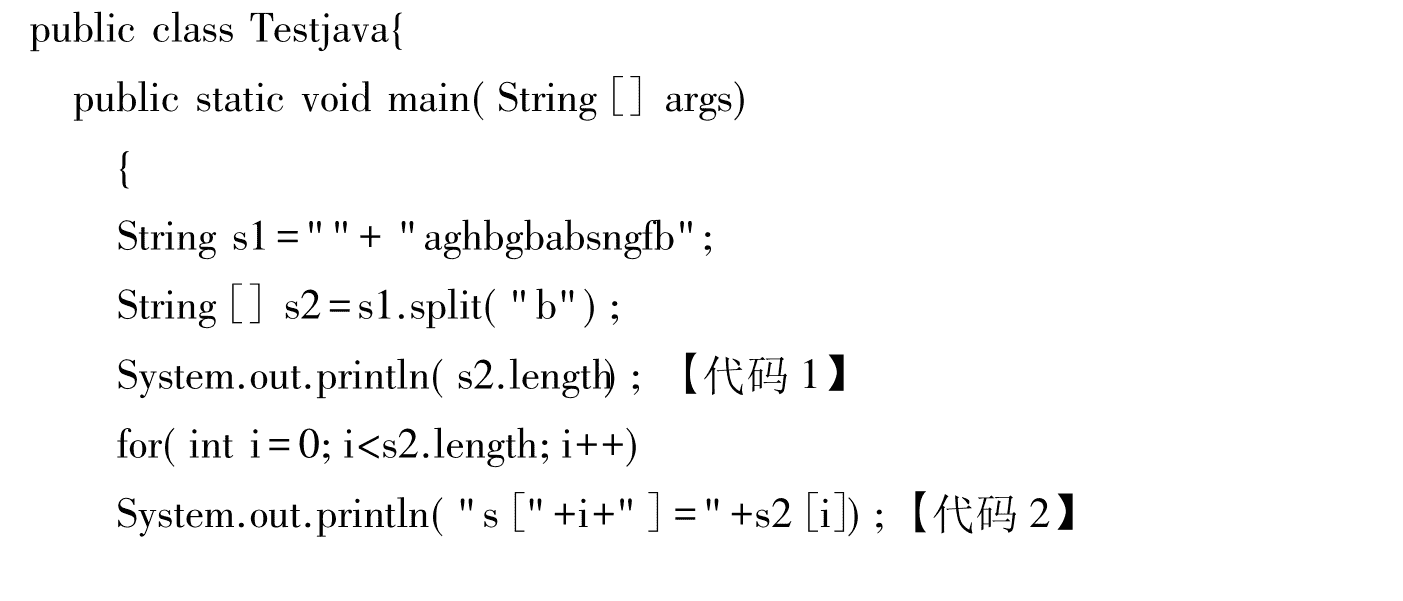 public class Testjava{
public static void main( String [] args)
{
String s1=""+ "aghbgbabsngfb";
String [] s2=s1.split( "b") ;
System.out.println( s2.length) ; 【代码 1】
for( int i=0; i<s2.length; i++)
System.out.println( "s ["+i+" ] ="+s2 [i]) ; 【代码 2】